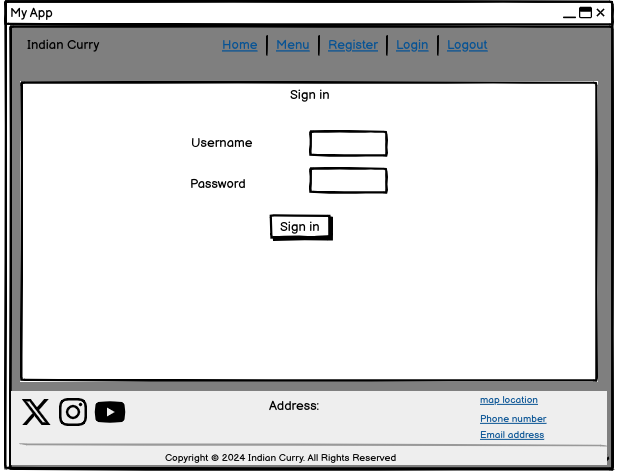 My App
Indian Curry
Home | Menu | Register | Login | Logout
Sign in
Username
Password
Sign in
Address:
map location
Phone number
Email address
Copyright © 2024 Indian Curry. All Rights Reserved